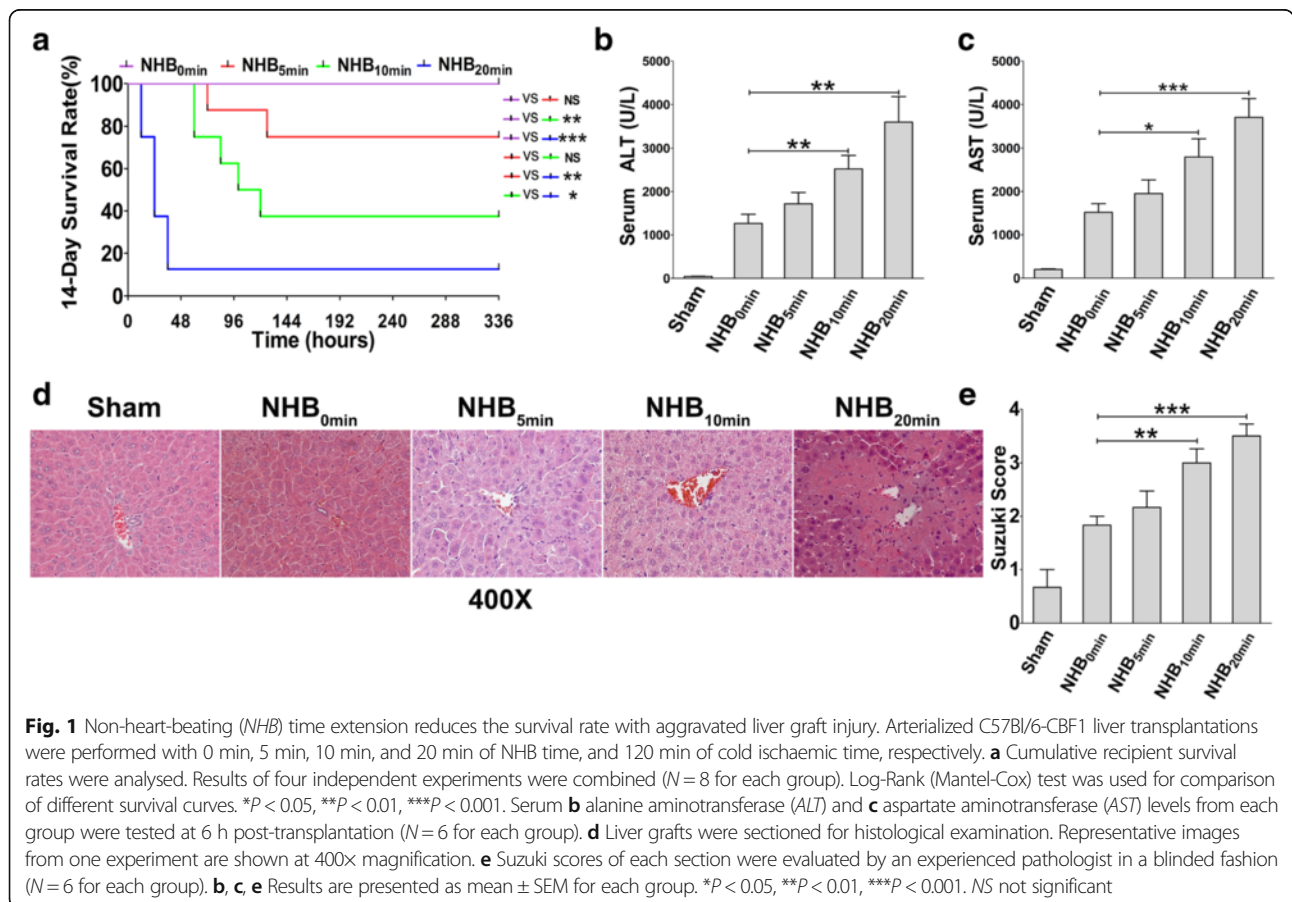 a
NHB0min NHB5min NHB10min NHB20min
14-Day Survival Rate(%)
100
80
60
40
20
0
0 48 96 144 192 240 288 336
Time (hours)
VS NS
VS **
VS ***
VS NS
VS **
VS *
b
Serum ALT (U/L)
5000
4000
3000
2000
1000
0
**
**
Sham NHB0min NHB5min NHB10min NHB20min
c
Serum AST (U/L)
5000
4000
3000
2000
1000
0
***
*
Sham NHB0min NHB5min NHB10min NHB20min
d
Sham NHB0min NHB5min NHB10min NHB20min
400X
e
Suzuki Score
4
3
2
1
0
***
**
Sham NHB0min NHB5min NHB10min NHB20min
Fig. 1 Non-heart-beating (NHB) time extension reduces the survival rate with aggravated liver graft injury. Arterialized C57Bl/6-CBF1 liver transplantations
were performed with 0 min, 5 min, 10 min, and 20 min of NHB time, and 120 min of cold ischaemic time, respectively. a Cumulative recipient survival
rates were analysed. Results of four independent experiments were combined (N = 8 for each group). Log-Rank (Mantel-Cox) test was used for comparison
of different survival curves. *P < 0.05, **P < 0.01, ***P < 0.001. Serum b alanine aminotransferase (ALT) and c aspartate aminotransferase (AST) levels from each
group were tested at 6 h post-transplantation (N = 6 for each group). d Liver grafts were sectioned for histological examination. Representative images
from one experiment are shown at 400× magnification. e Suzuki scores of each section were evaluated by an experienced pathologist in a blinded fashion
(N = 6 for each group). b, c, e Results are presented as mean ± SEM for each group. *P < 0.05, **P < 0.01, ***P < 0.001. NS not significant